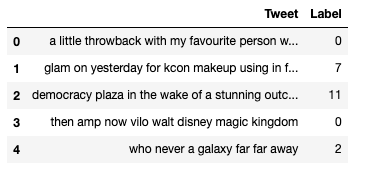 Tweet Label
0 a little throwback with my favourite person w... 0
1 glam on yesterday for kcon makeup using in f... 7
2 democracy plaza in the wake of a stunning outc... 11
3 then amp now vilo walt disney magic kingdom 0
4 who never a galaxy far far away 2